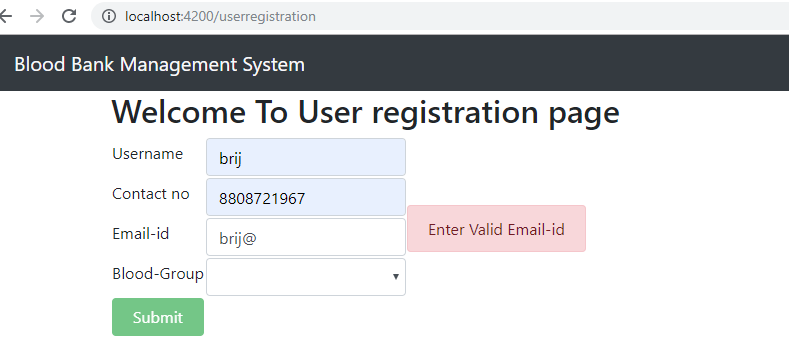 localhost:4200/userregistration
Blood Bank Management System
Welcome To User registration page
Username brij
Contact no 8808721967
Email-id brij@ Enter Valid Email-id
Blood-Group
Submit